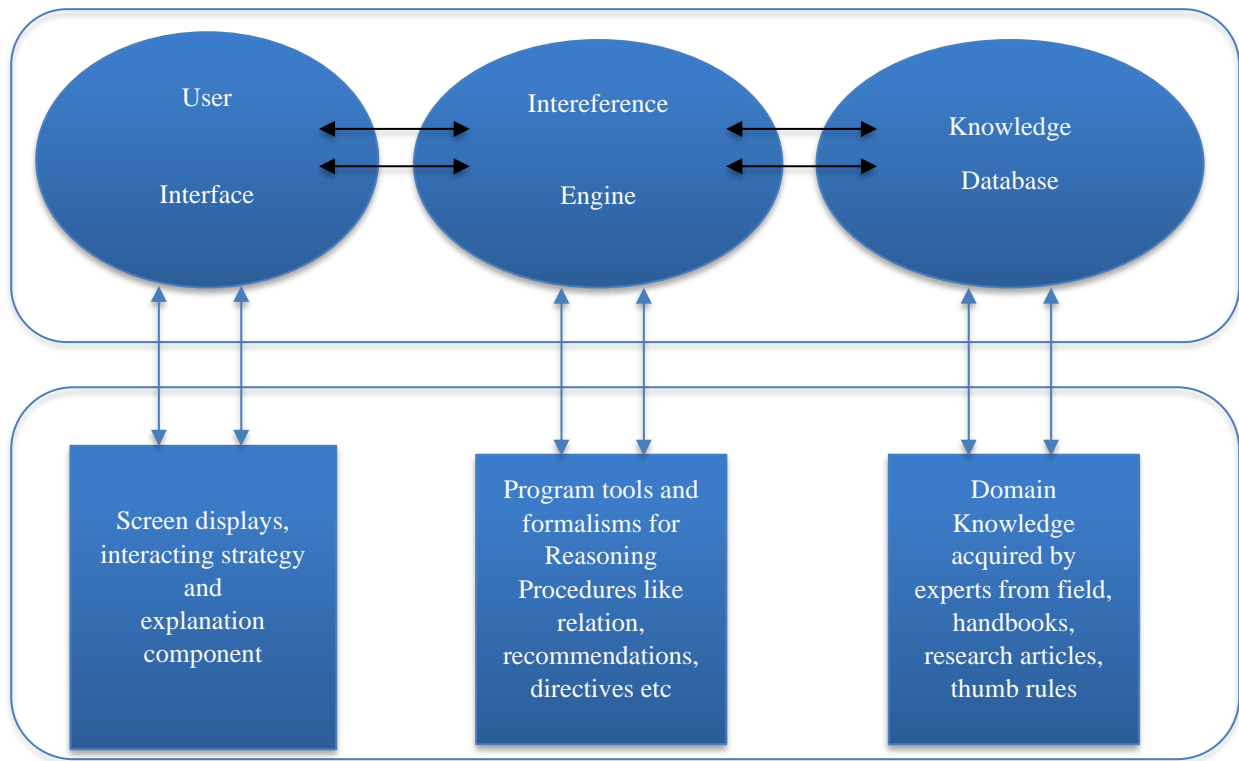 User
Interface
Intereference
Engine
Knowledge
Database
Screen displays,
interacting strategy
and
explanation
component
Program tools and
formalisms for
Reasoning
Procedures like
relation,
recommendations,
directives etc
Domain
Knowledge
acquired by
experts from field,
handbooks,
research articles,
thumb rules